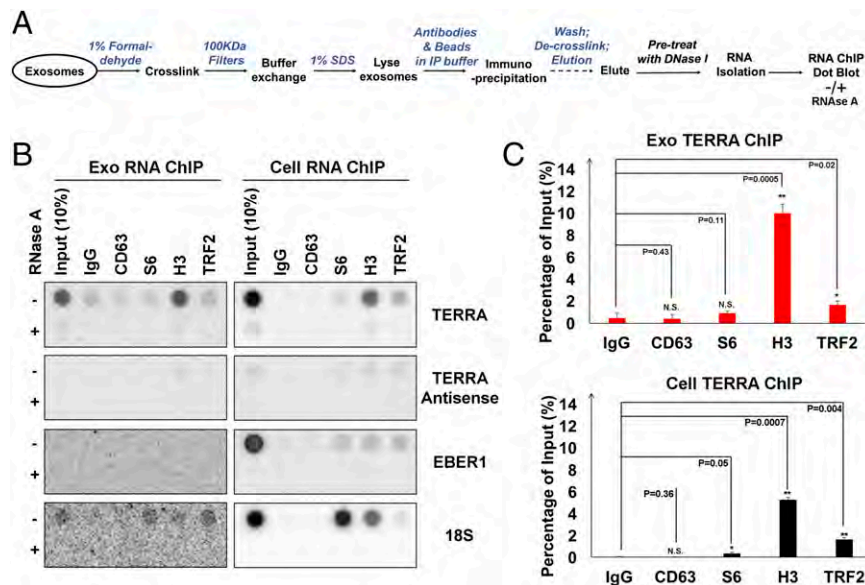 A
1% Formal-
dehyde
100KDa
Filters
1% SDS
Antibodies
& Beads
in IP buffer
Wash;
De-crosslink;
Elution
Pre-treat
with DNase I
Exosomes
Crosslink
Buffer
exchange
Lyse
exosomes
Immuno
-precipitation
Elute
RNA
Isolation
RNA ChIP
Dot Blot
-/+
RNAse A
B
Exo RNA ChIP
Cell RNA ChIP
RNase A
Input (10%)
IgG
CD63
S6
H3
TRF2
Input (10%)
IgG
CD63
S6
H3
TRF2
-
+
TERRA
-
+
TERRA
Antisense
-
+
EBER1
-
+
18S
C
Exo TERRA ChIP
Percentage of Input (%)
14
12
10
8
6
4
2
0
P=0.02
P=0.0005
**
P=0.11
P=0.43
N.S.
N.S.
*
IgG CD63 S6 H3 TRF2
Cell TERRA ChIP
Percentage of Input (%)
14
12
10
8
6
4
2
0
P=0.004
P=0.0007
P=0.05
P=0.36
**
**
N.S.
*
IgG CD63 S6 H3 TRF2